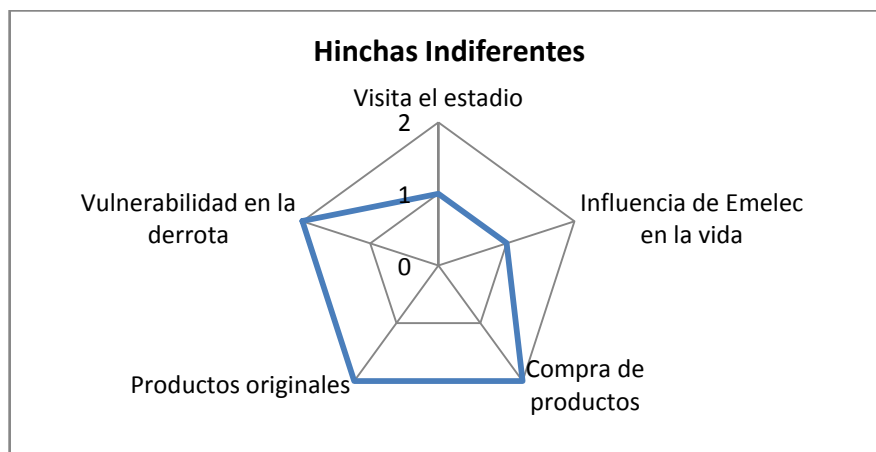 Hinchas Indiferentes
Visita el estadio
2
1
0
Influencia de Emelec
en la vida
Compra de
productos
Productos originales
Vulnerabilidad en la
derrota